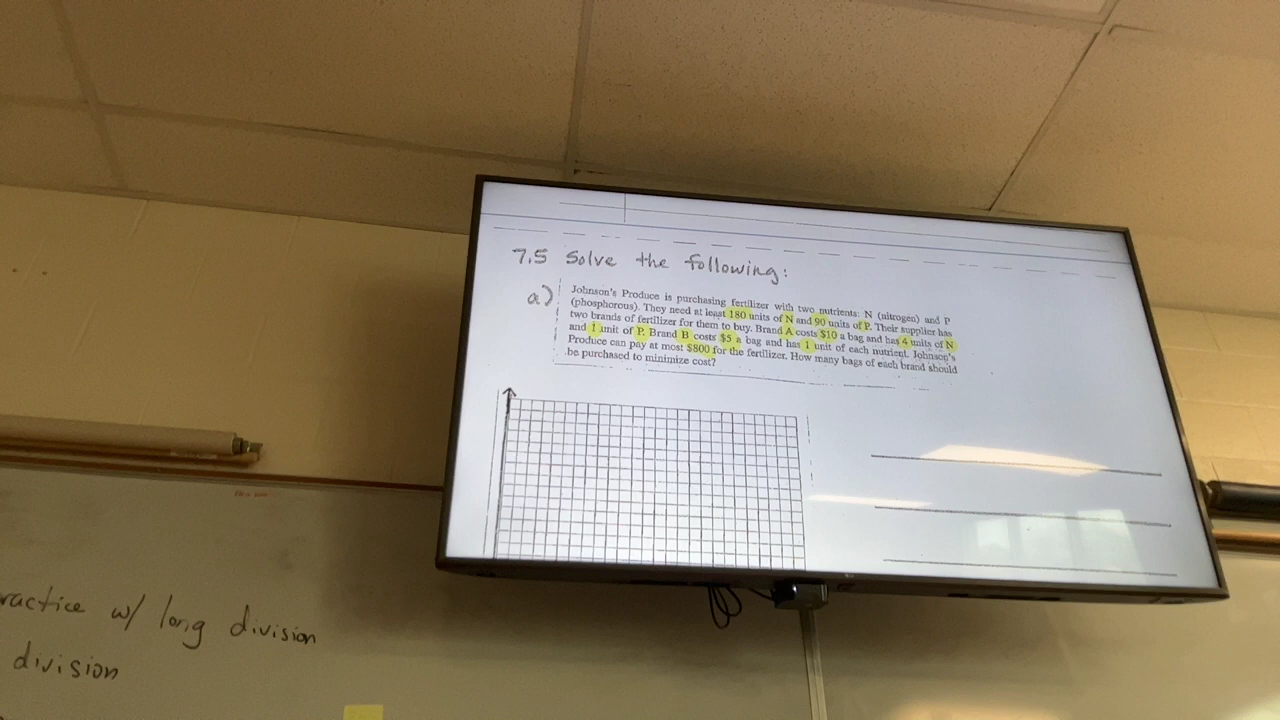 7.5 Solve the following:
a) Johnson's Produce is purchasing fertilizer with two nutrients: N (nitrogen) and P
(phosphorous). They need at least 180 units of N and 90 units of P. Their supplier has
two brands of fertilizer for them to buy. Brand A costs $10 a bag and has 4 units of N
and 1 unit of P. Brand B costs $5 a bag and has 1 unit of each nutrient. Johnson's
Produce can pay at most $800 for the fertilizer. How many bags of each brand should
be purchased to minimize cost?
ractice w/ long division
division